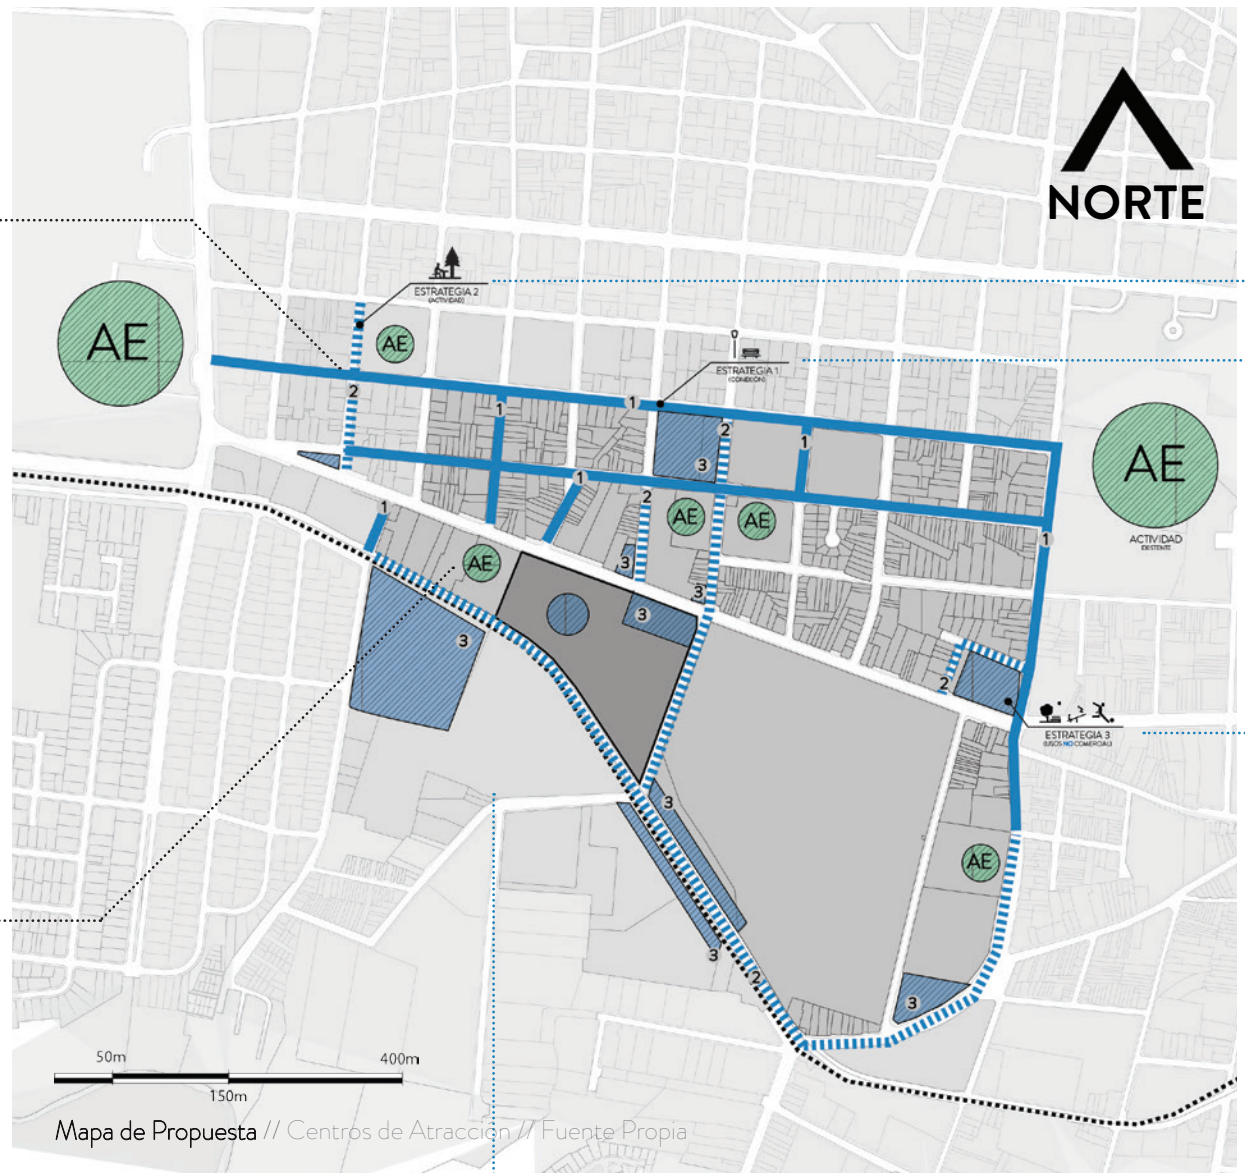 NORTE
ESTRATEGIA 2
(ACTIVIDAD)
AE
AE
ESTRATEGIA 1
(CONEXIÓN)
2
1
1
2
1
3
AE
ACTIVIDAD
EXISTENTE
1
2
1
AE
AE
1
AE
3
3
3
3
2
ESTRATEGIA 3
(USOS NO COMERCIAL)
3
AE
3
2
3
50m
400m
150m
Mapa de Propuesta // Centros de Atracción // Fuente Propia